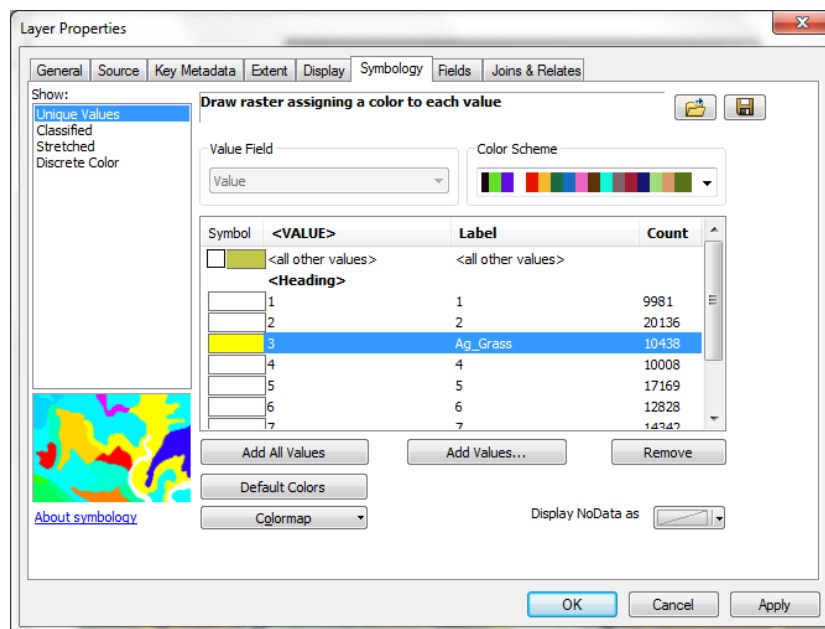 Layer Properties
General Source Key Metadata Extent Display Symbology Fields Joins & Relates
Show:
Unique Values
Classified
Stretched
Discrete Color
About symbology
Draw raster assigning a color to each value
Value Field
Value
Color Scheme
Symbol <VALUE> Label Count
<all other values> <all other values>
<Heading>
1 1 9981
2 2 20136
3 Ag_Grass 10438
4 4 10008
5 5 17169
6 6 12828
7 7 14342
Add All Values Add Values... Remove
Default Colors
Colormap Display NoData as
OK Cancel Apply